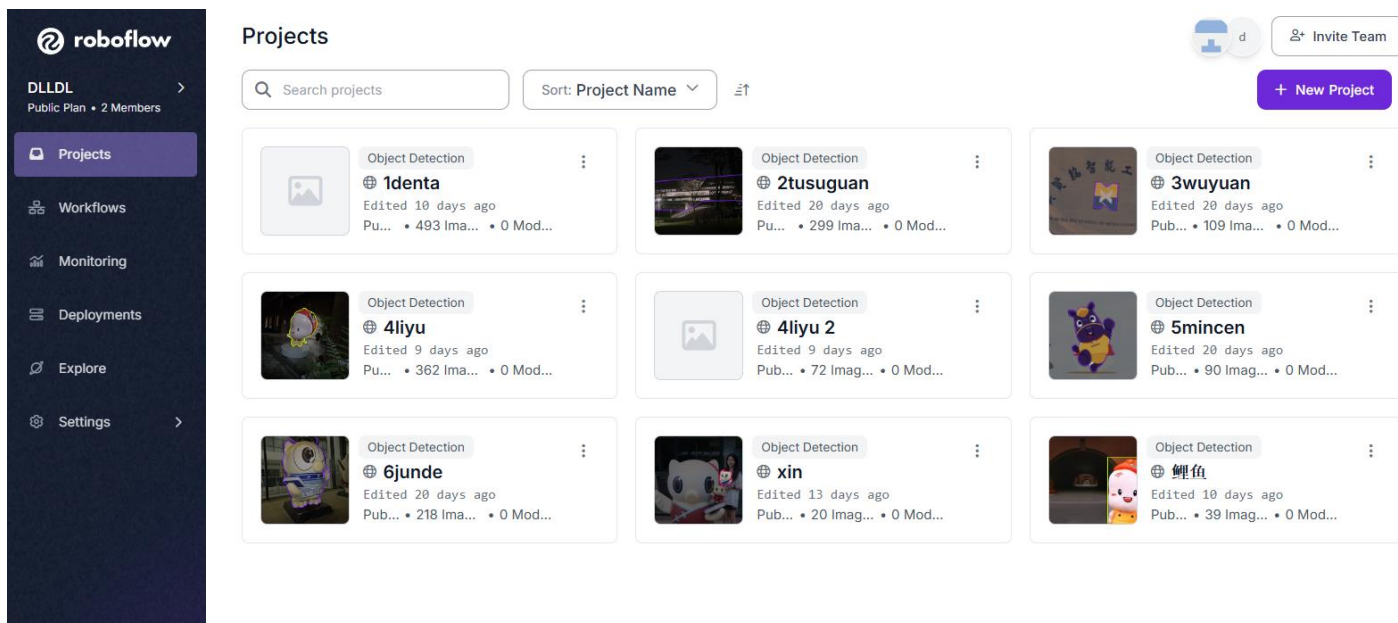 roboflow
DLLDL
Public Plan • 2 Members
Projects
Workflows
Monitoring
Deployments
Explore
Settings
Projects
d
Invite Team
Search projects
Sort: Project Name
+ New Project
Object Detection
1denta
Edited 10 days ago
Pu... • 493 Ima... • 0 Mod...
Object Detection
2tusuguan
Edited 20 days ago
Pu... • 299 Ima... • 0 Mod...
Object Detection
3wuyuan
Edited 20 days ago
Pub... • 109 Ima... • 0 Mod...
Object Detection
4liyu
Edited 9 days ago
Pu... • 362 Ima... • 0 Mod...
Object Detection
4liyu 2
Edited 9 days ago
Pub... • 72 Imag... • 0 Mod...
Object Detection
5mincen
Edited 20 days ago
Pub... • 90 Imag... • 0 Mod...
Object Detection
6junde
Edited 20 days ago
Pub... • 218 Ima... • 0 Mod...
Object Detection
xin
Edited 13 days ago
Pub... • 20 Imag... • 0 Mod...
Object Detection
鲤鱼
Edited 10 days ago
Pub... • 39 Imag... • 0 Mod...